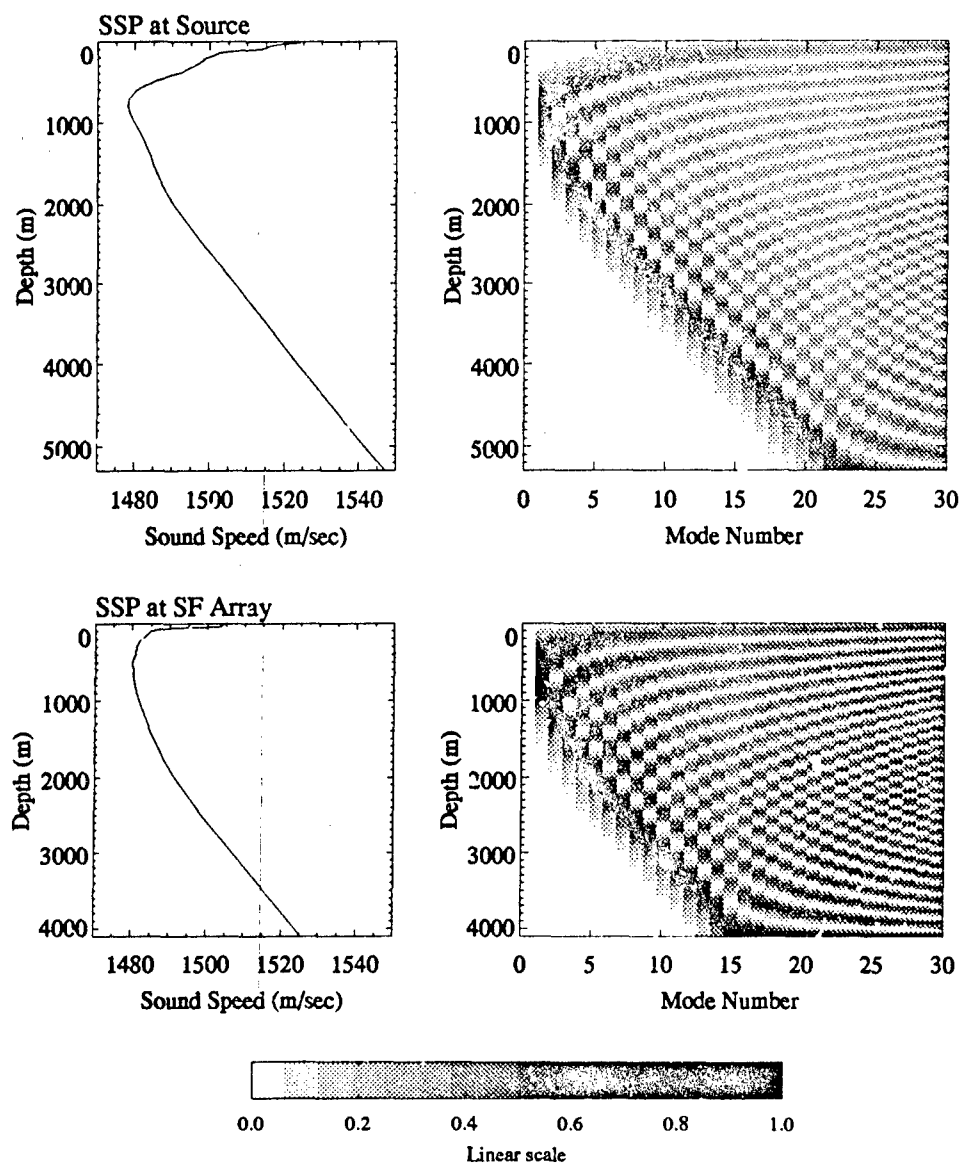 SSP at Source
0
1000
2000
3000
4000
5000
Depth (m)
1480 1500 1520 1540
Sound Speed (m/sec)
0
1000
2000
3000
4000
5000
Depth (m)
0 5 10 15 20 25 30
Mode Number
SSP at SF Array
0
1000
2000
3000
4000
Depth (m)
1480 1500 1520 1540
Sound Speed (m/sec)
0
1000
2000
3000
4000
Depth (m)
0 5 10 15 20 25 30
Mode Number
0.0 0.2 0.4 0.6 0.8 1.0
Linear scale